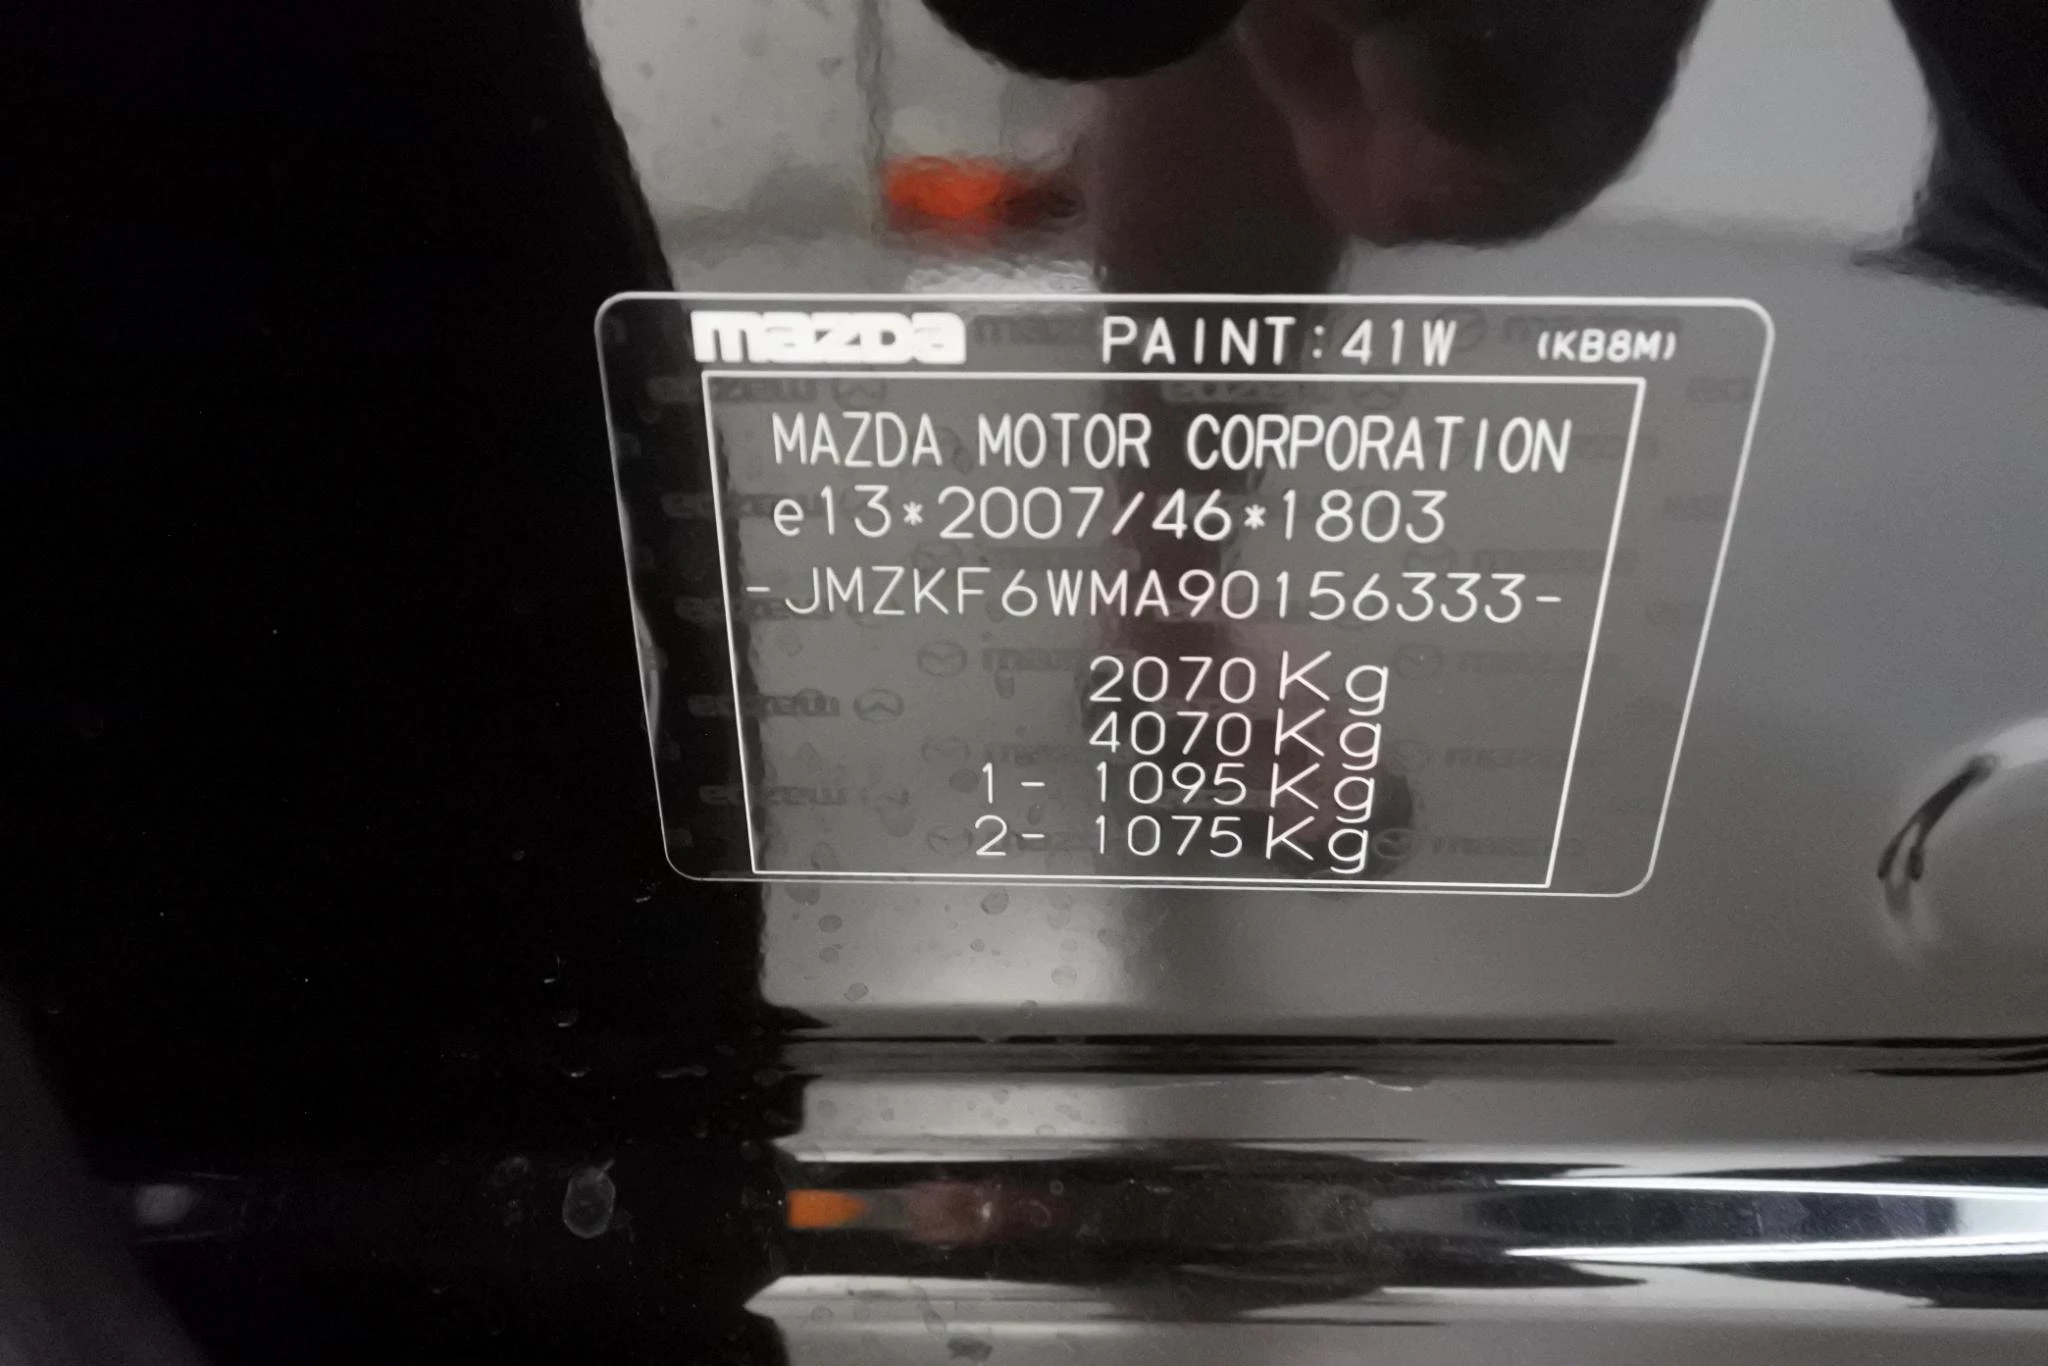 mazda PAINT:41W (KB8M)
MAZDA MOTOR CORPORATION
e13*2007/46*1803
-JMZKF6WMA90156333-
2070Kg
4070Kg
1- 1095Kg
2- 1075Kg